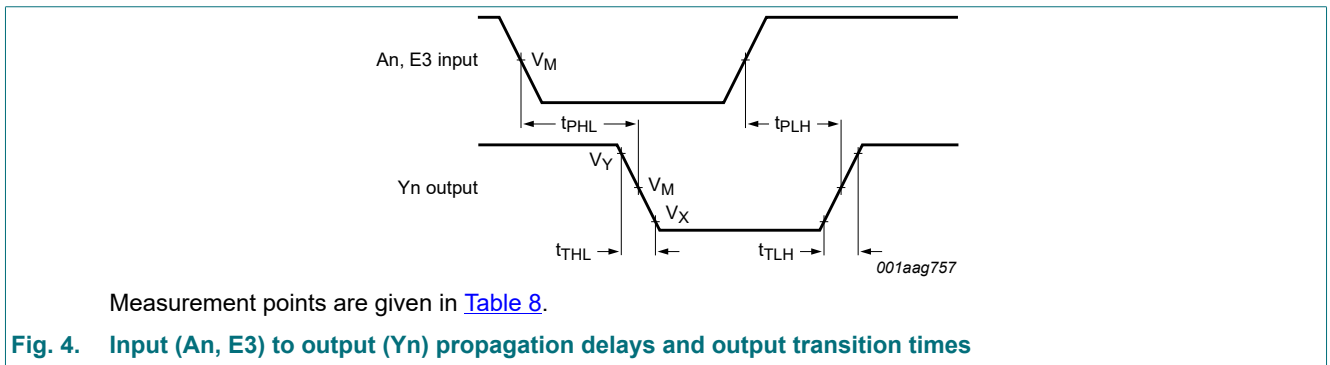 An, E3 input
VM
tPHL
tPLH
VY
Yn output
VM
VX
tTHL
tTLH
001aag757
Measurement points are given in Table 8.
Fig. 4. Input (An, E3) to output (Yn) propagation delays and output transition times